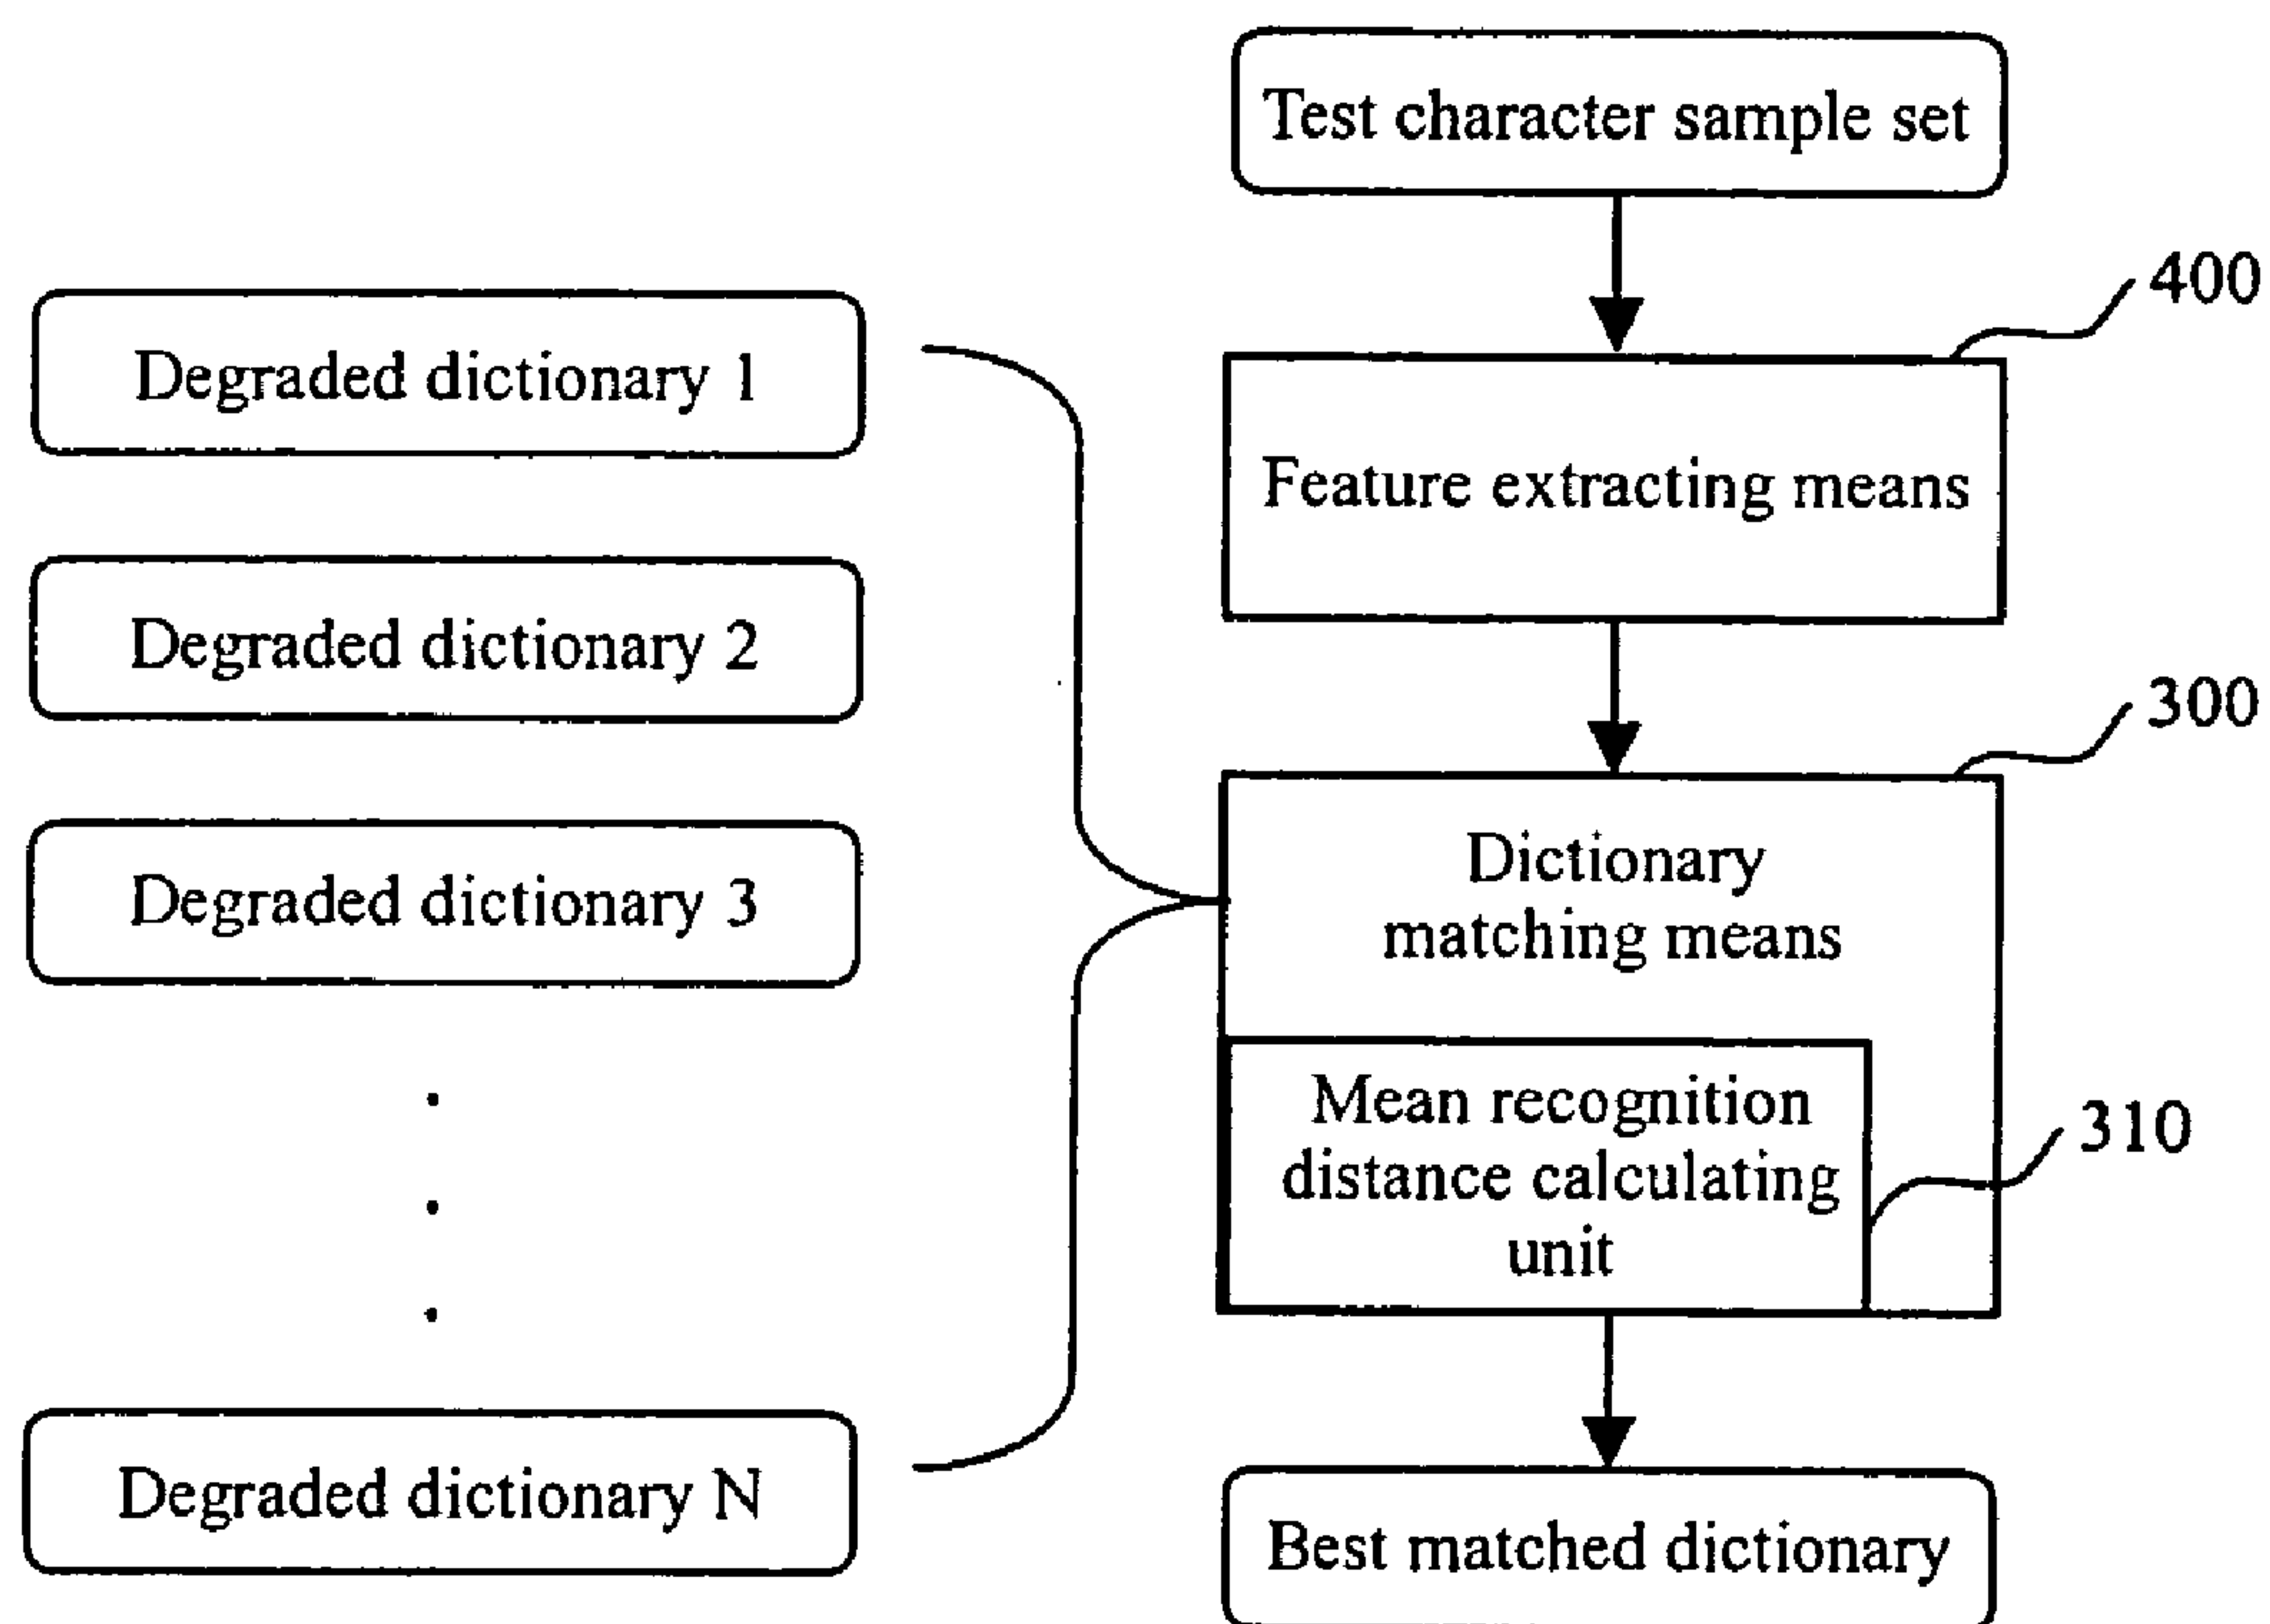 Test character sample set
400
Degraded dictionary 1
Feature extracting means
Degraded dictionary 2
300
Degraded dictionary 3
Dictionary
matching means
Mean recognition
distance calculating
unit
310
Degraded dictionary N
Best matched dictionary